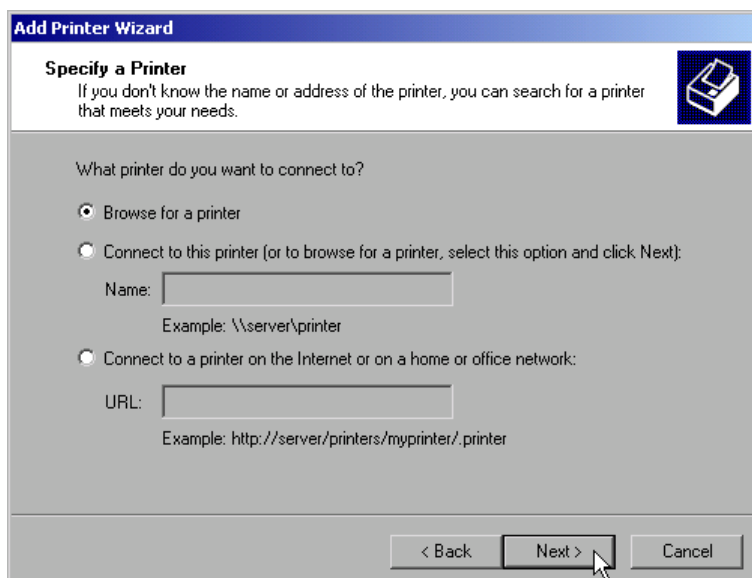 Add Printer Wizard
Specify a Printer
If you don't know the name or address of the printer, you can search for a printer
that meets your needs.
What printer do you want to connect to?
Browse for a printer
Connect to this printer (or to browse for a printer, select this option and click Next):
Name:
Example: \\server\printer
Connect to a printer on the Internet or on a home or office network:
URL:
Example: http://server/printers/myprinter/.printer
< Back Next > Cancel